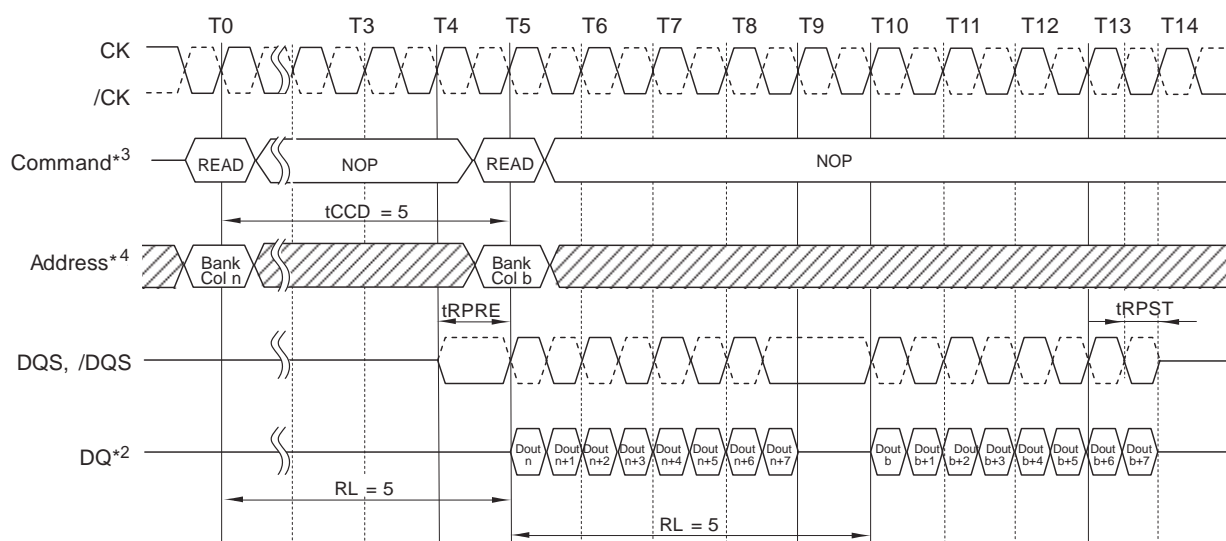 T0 T3 T4 T5 T6 T7 T8 T9 T10 T11 T12 T13 T14
CK
/CK
Command*3 READ NOP READ NOP
tCCD = 5
Address*4 Bank Col n Bank Col b
tRPRE tRPST
DQS, /DQS
DQ*2 Dout n Dout n+1 Dout n+2 Dout n+3 Dout n+4 Dout n+5 Dout n+6 Dout n+7 Dout b Dout b+1 Dout b+2 Dout b+3 Dout b+4 Dout b+5 Dout b+6 Dout b+7
RL = 5
RL = 5